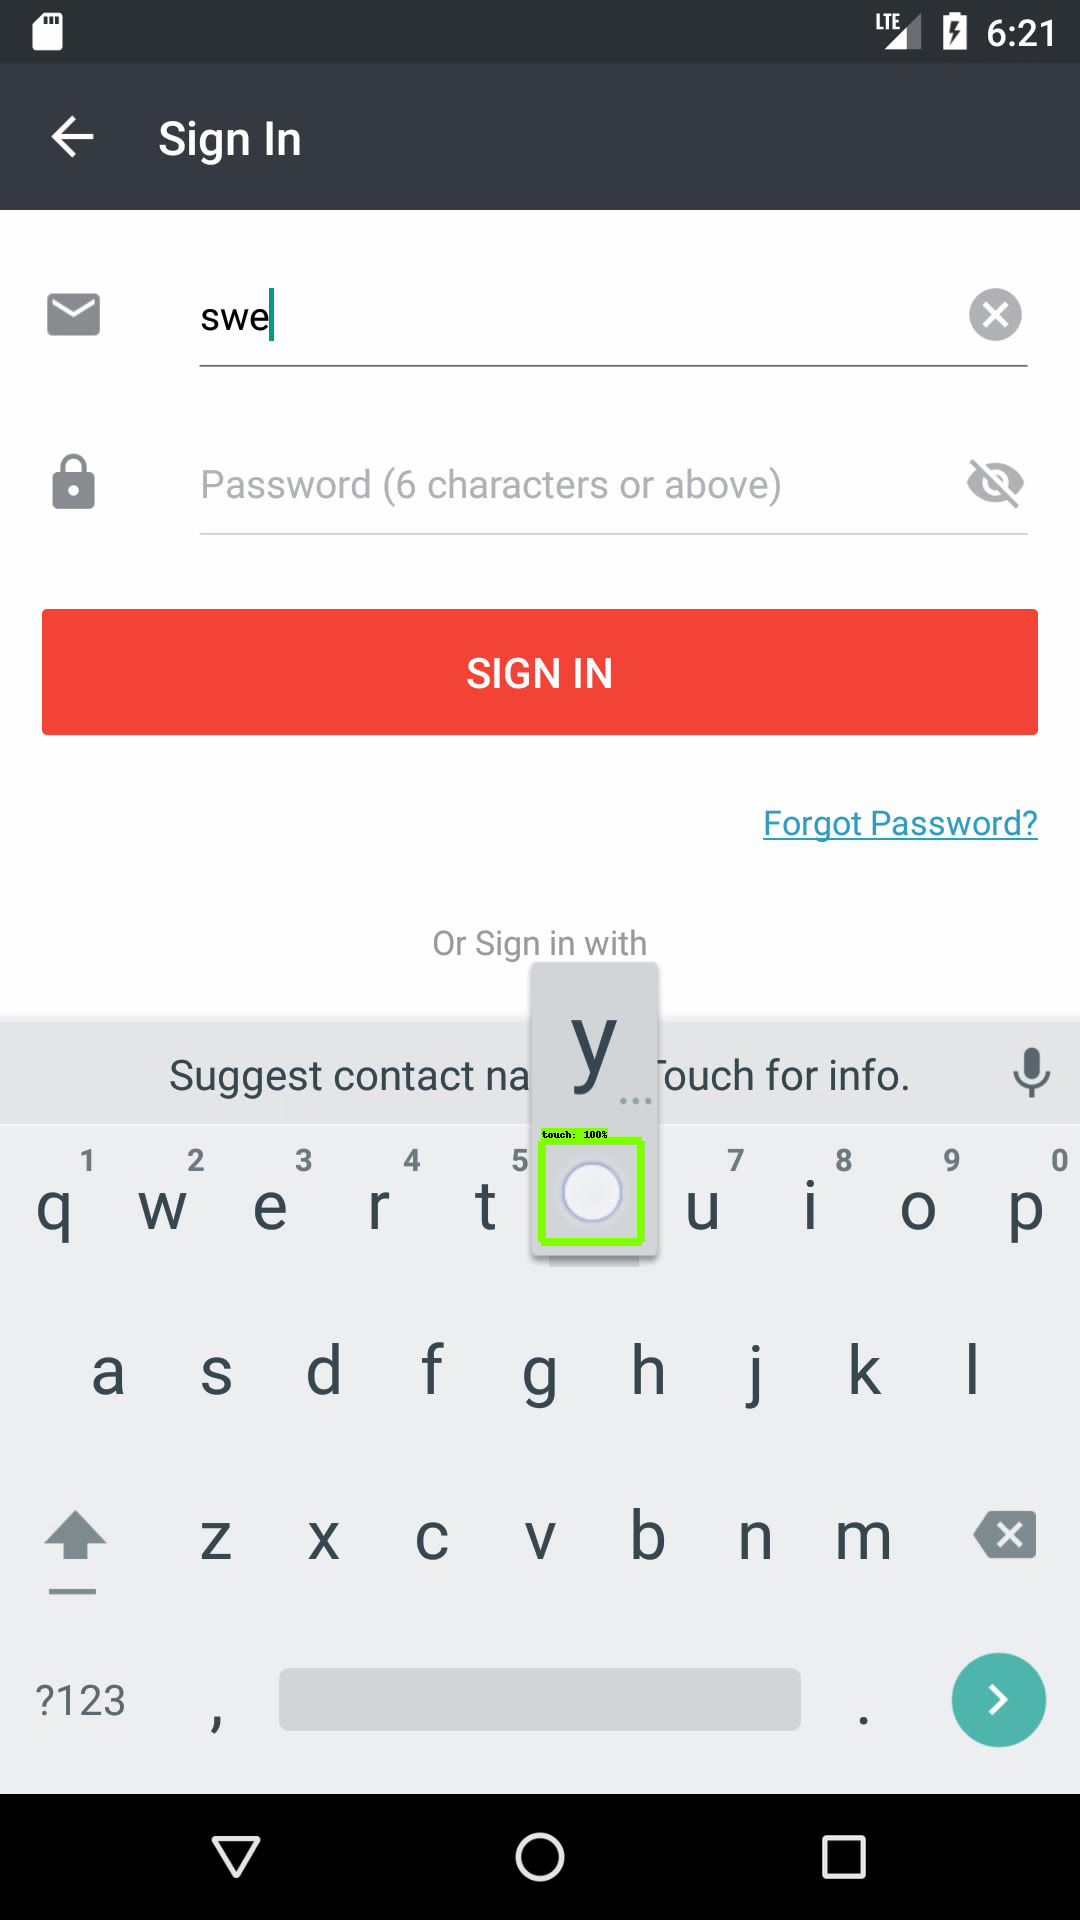 LTE 6:21
Sign In
swe
Password (6 characters or above)
SIGN IN
Forgot Password?
Or Sign in with
y
Suggest contact na Touch for info.
touch: 100%
1 2 3 4 5 7 8 9 0
q w e r t u i o p
a s d f g h j k l
z x c v b n m
?123 , .